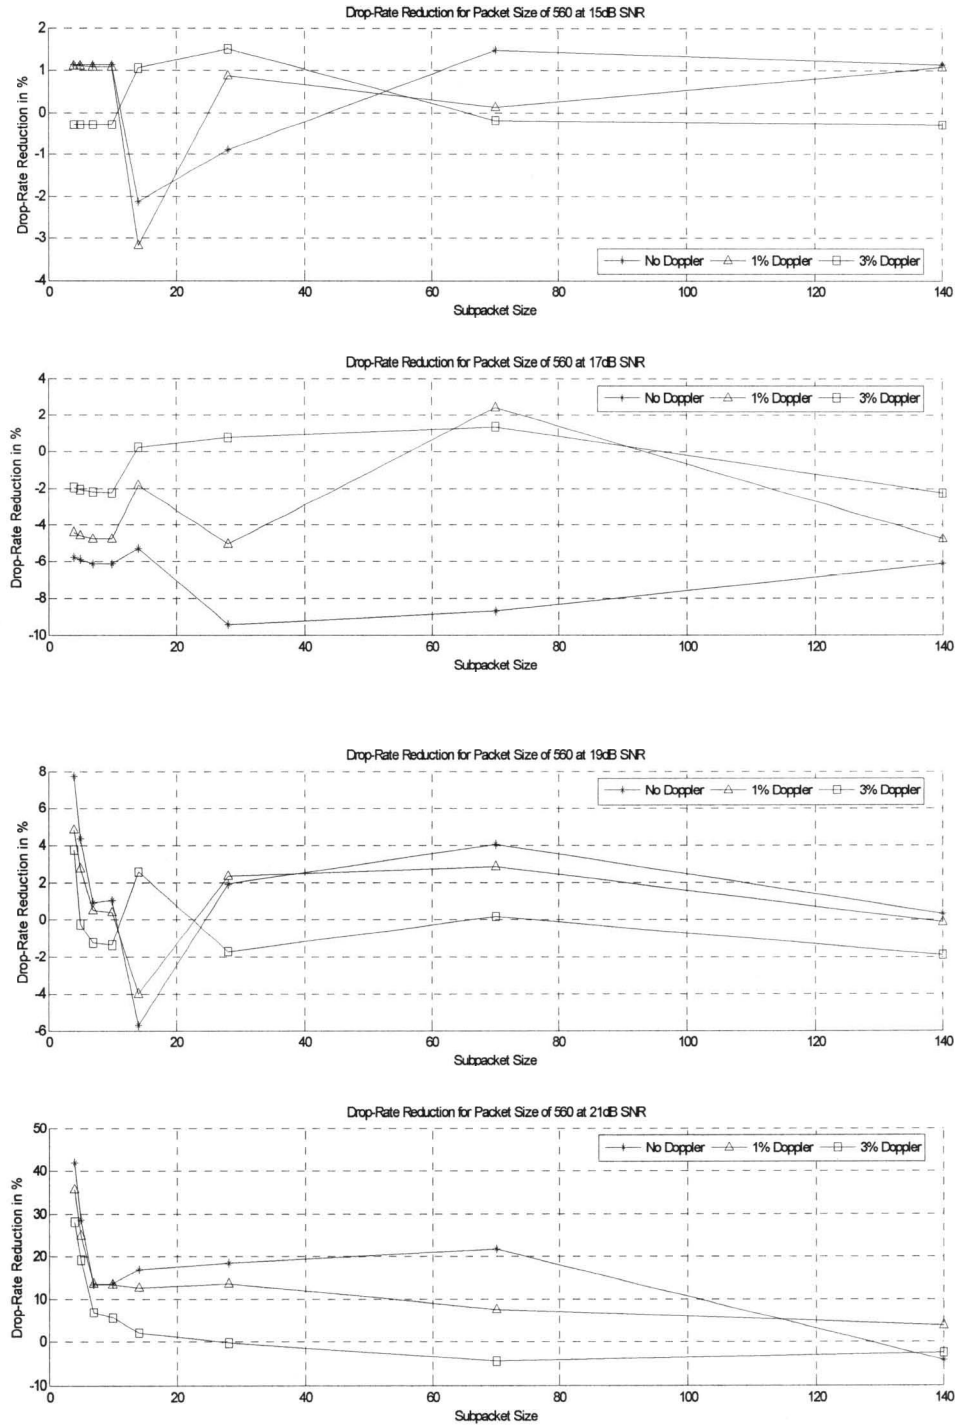 Drop-Rate Reduction for Packet Size of 560 at 15dB SNR
2
1
0
-1
-2
-3
-4
Drop-Rate Reduction in %
No Doppler 1% Doppler 3% Doppler
0 20 40 60 80 100 120 140
Subpacket Size
Drop-Rate Reduction for Packet Size of 560 at 17dB SNR
4
2
0
-2
-4
-6
-8
-10
Drop-Rate Reduction in %
No Doppler 1% Doppler 3% Doppler
0 20 40 60 80 100 120 140
Subpacket Size
Drop-Rate Reduction for Packet Size of 560 at 19dB SNR
8
6
4
2
0
-2
-4
-6
Drop-Rate Reduction in %
No Doppler 1% Doppler 3% Doppler
0 20 40 60 80 100 120 140
Subpacket Size
Drop-Rate Reduction for Packet Size of 560 at 21dB SNR
50
40
30
20
10
0
-10
Drop-Rate Reduction in %
No Doppler 1% Doppler 3% Doppler
0 20 40 60 80 100 120 140
Subpacket Size